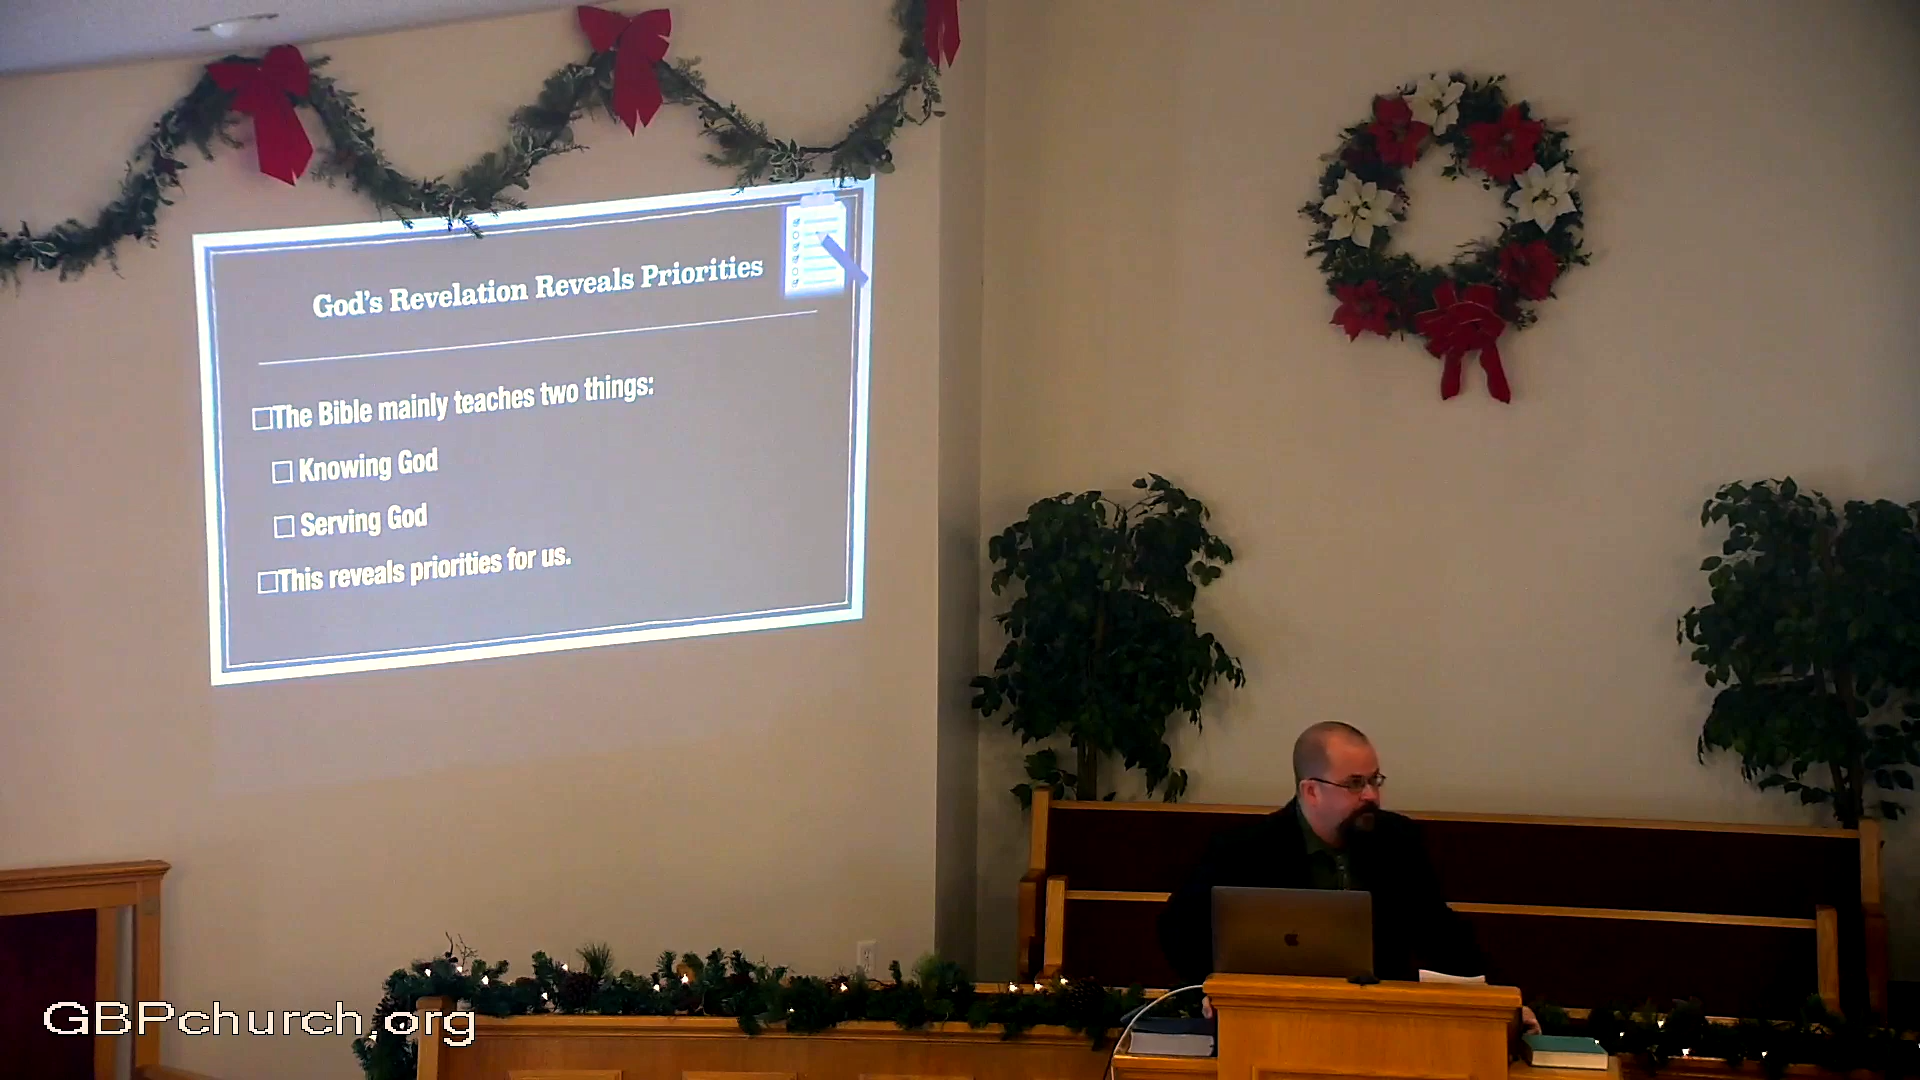 God's Revelation Reveals Priorities
The Bible mainly teaches two things:
Knowing God
Serving God
This reveals priorities for us.
GBPchurch.org